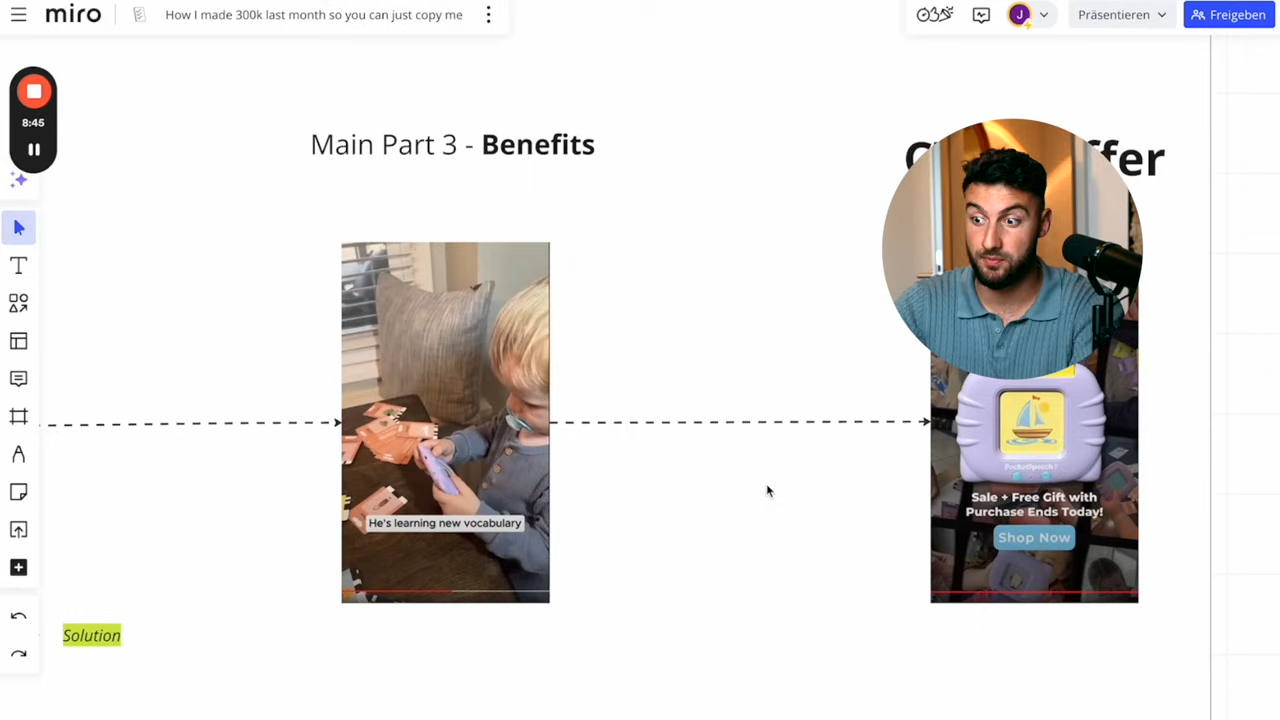 miro
How I made 300k last month so you can just copy me
J
Präsentieren
Freigeben
8:45
Main Part 3 - Benefits
He's learning new vocabulary
PocketSpeech
Sale + Free Gift with
Purchase Ends Today!
Shop Now
Solution